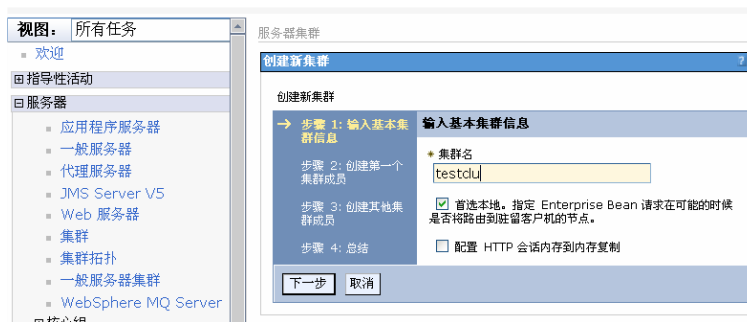 视图： 所有任务
欢迎
指导性活动
服务器
应用程序服务器
一般服务器
代理服务器
JMS Server V5
Web 服务器
集群
集群拓扑
一般服务器集群
WebSphere MQ Server
核心组
服务器集群
创建新集群 ?
创建新集群
步骤 1: 输入基本集
群信息
步骤 2: 创建第一个
集群成员
步骤 3: 创建其他集
群成员
步骤 4: 总结
输入基本集群信息
* 集群名
testclu
首选本地。指定 Enterprise Bean 请求在可能的时候
是否将路由到驻留客户机的节点。
配置 HTTP 会话内存到内存复制
下一步 取消